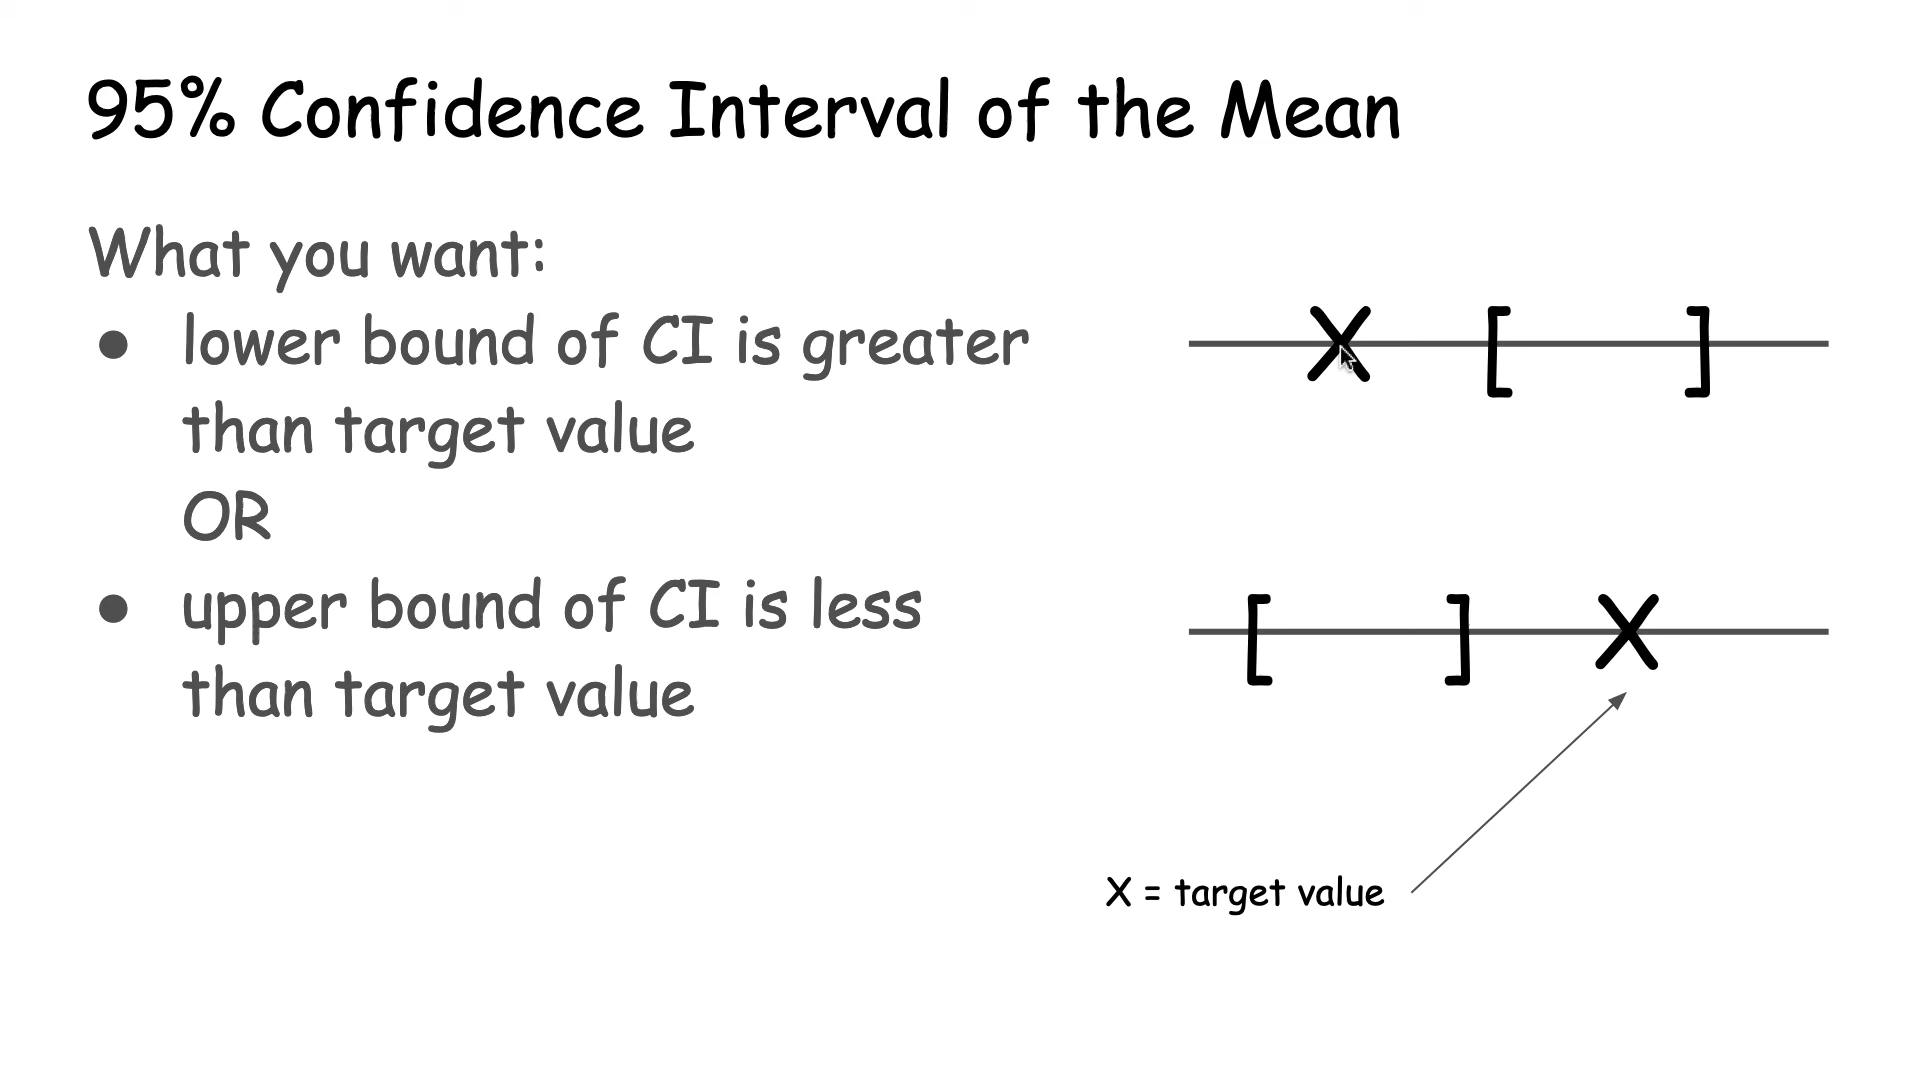 95% Confidence Interval of the Mean
What you want:
● lower bound of CI is greater
than target value
OR
● upper bound of CI is less
than target value
X [ ]
[ ] X
X = target value